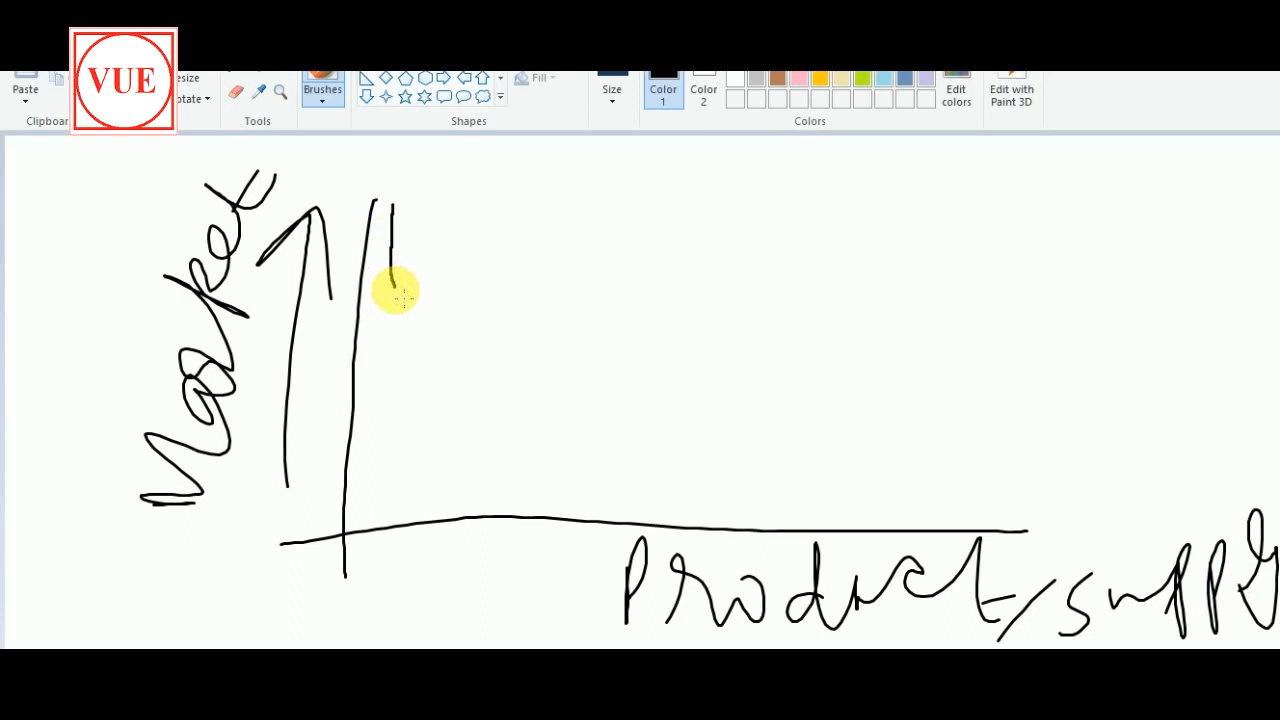 VUE
Paste
esize
otate
Brushes
Fill
Size
Color
1
Color
2
Edit
colors
Edit with
Paint 3D
Clipboar
Tools
Shapes
Colors
Market
Product/supply